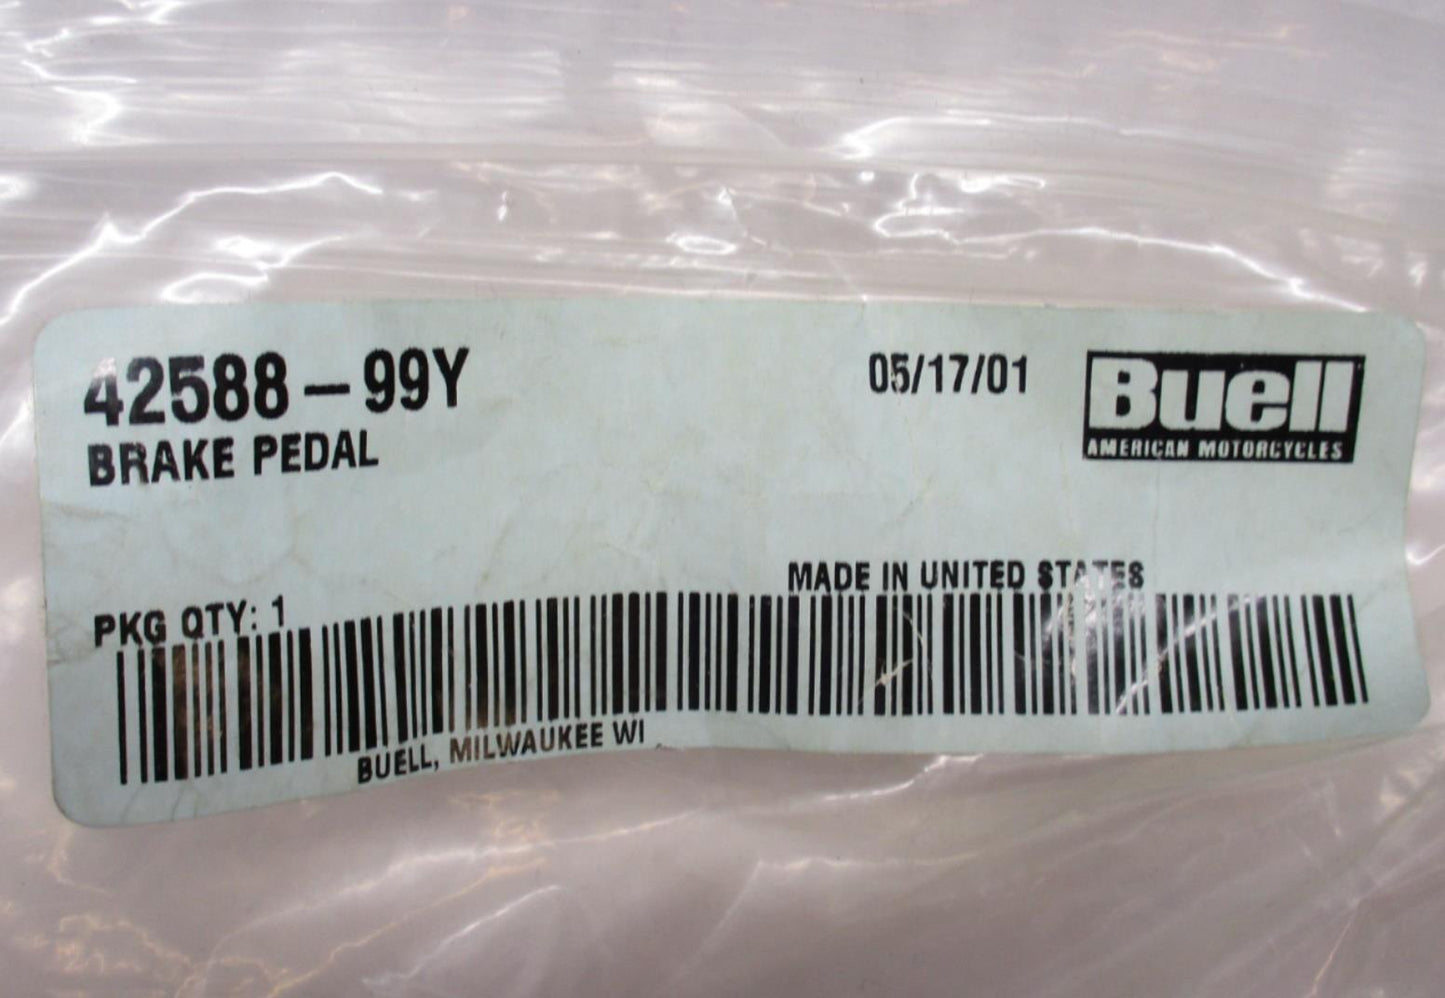 42588-99Y
05/17/01
Buell
AMERICAN MOTORCYCLES
BRAKE PEDAL
MADE IN UNITED STATES
PKG QTY: 1
BUELL, MILWAUKEE WI